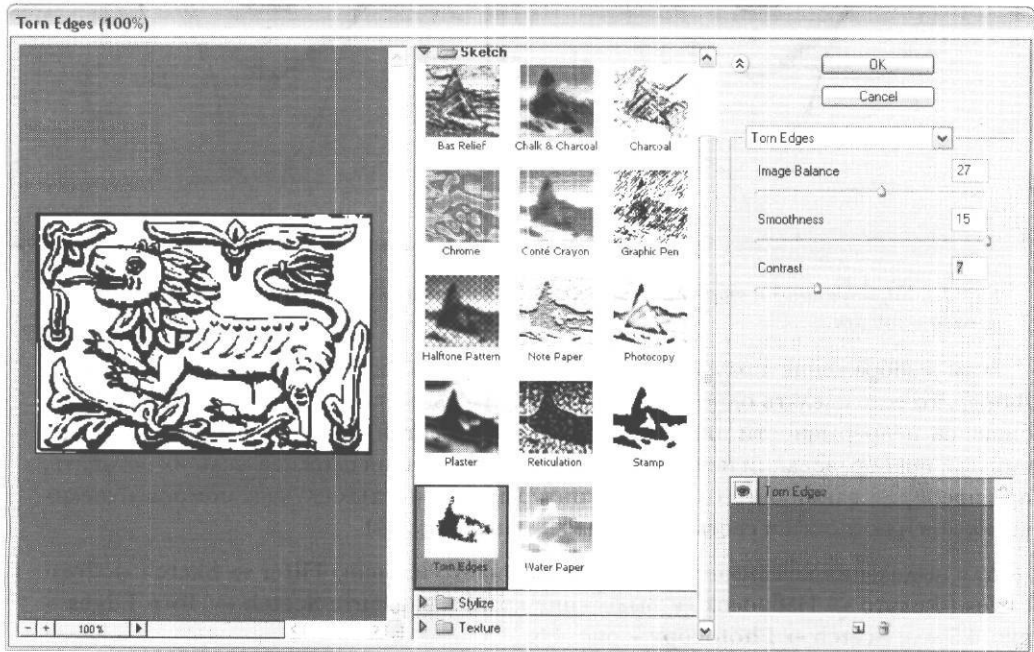 Torn Edges (100%)
Sketch
Bas Relief
Chalk & Charcoal
Charcoal
Chrome
Conté Crayon
Graphic Pen
Halftone Pattern
Note Paper
Photocopy
Plaster
Reticulation
Stamp
Torn Edges
Water Paper
Stylize
Texture
- + 100%
OK
Cancel
Torn Edges
Image Balance 27
Smoothness 15
Contrast 7
Torn Edges